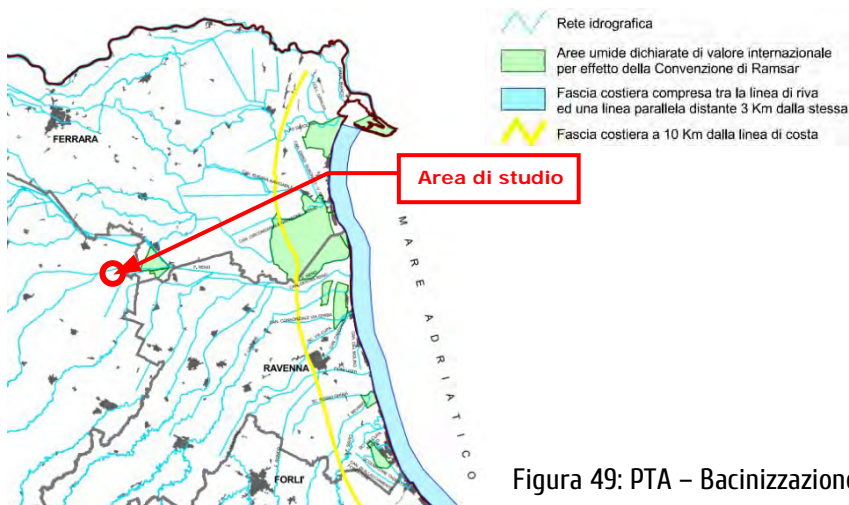 Rete idrografica
Aree umide dichiarate di valore internazionale
per effetto della Convenzione di Ramsar
Fascia costiera compresa tra la linea di riva
ed una linea parallela distante 3 Km dalla stessa
Fascia costiera a 10 Km dalla linea di costa
FERRARA
Area di studio
MARE ADRIATICO
F. RENO
RAVENNA
FORLI'
Figura 49: PTA – Bacinizzazione